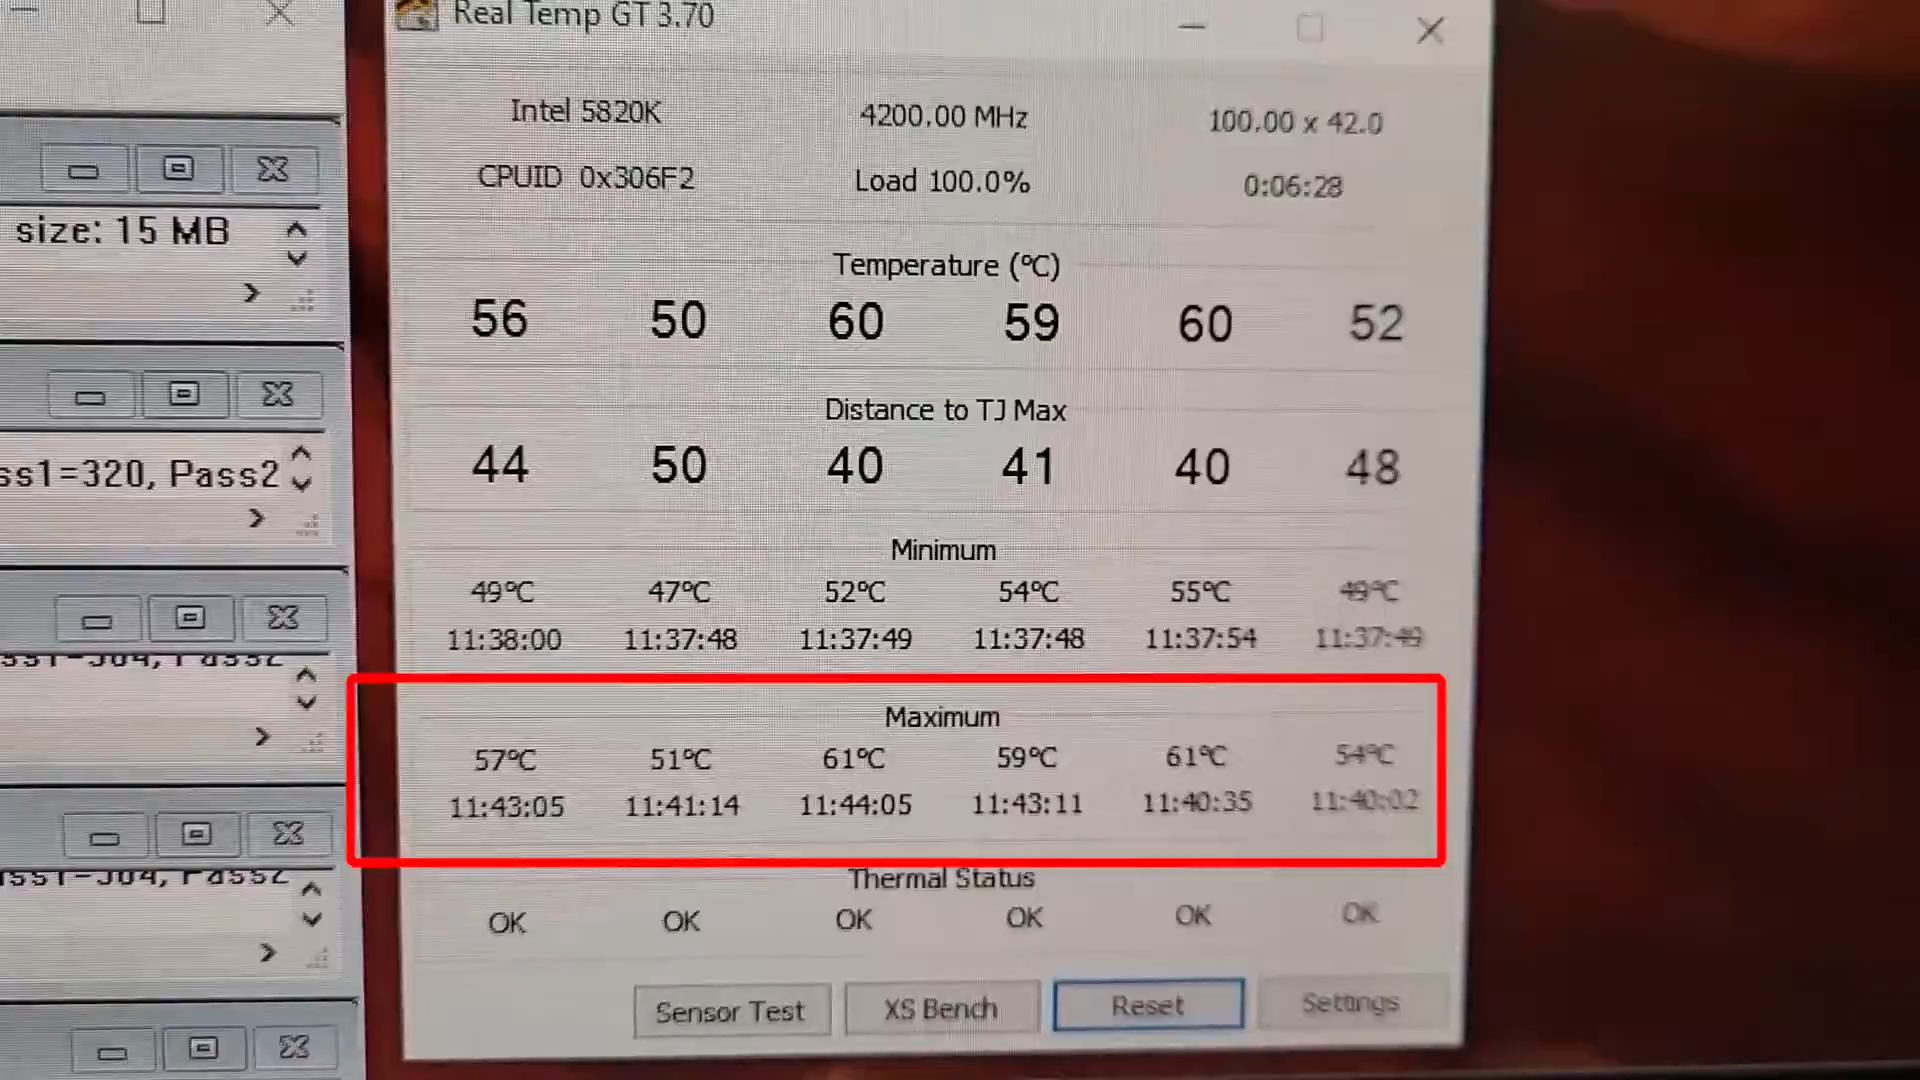 Real Temp GT 3.70
Intel 5820K 4200.00 MHz 100.00 x 42.0
CPUID 0x306F2 Load 100.0% 0:06:28
size: 15 MB
Temperature (°C)
56 50 60 59 60 52
Distance to TJ Max
44 50 40 41 40 48
ss1=320, Pass2
Minimum
49°C 47°C 52°C 54°C 55°C 49°C
11:38:00 11:37:48 11:37:49 11:37:48 11:37:54 11:37:49
Maximum
57°C 51°C 61°C 59°C 61°C 54°C
11:43:05 11:41:14 11:44:05 11:43:11 11:40:35 11:40:02
Thermal Status
OK OK OK OK OK OK
Sensor Test XS Bench Reset Settings